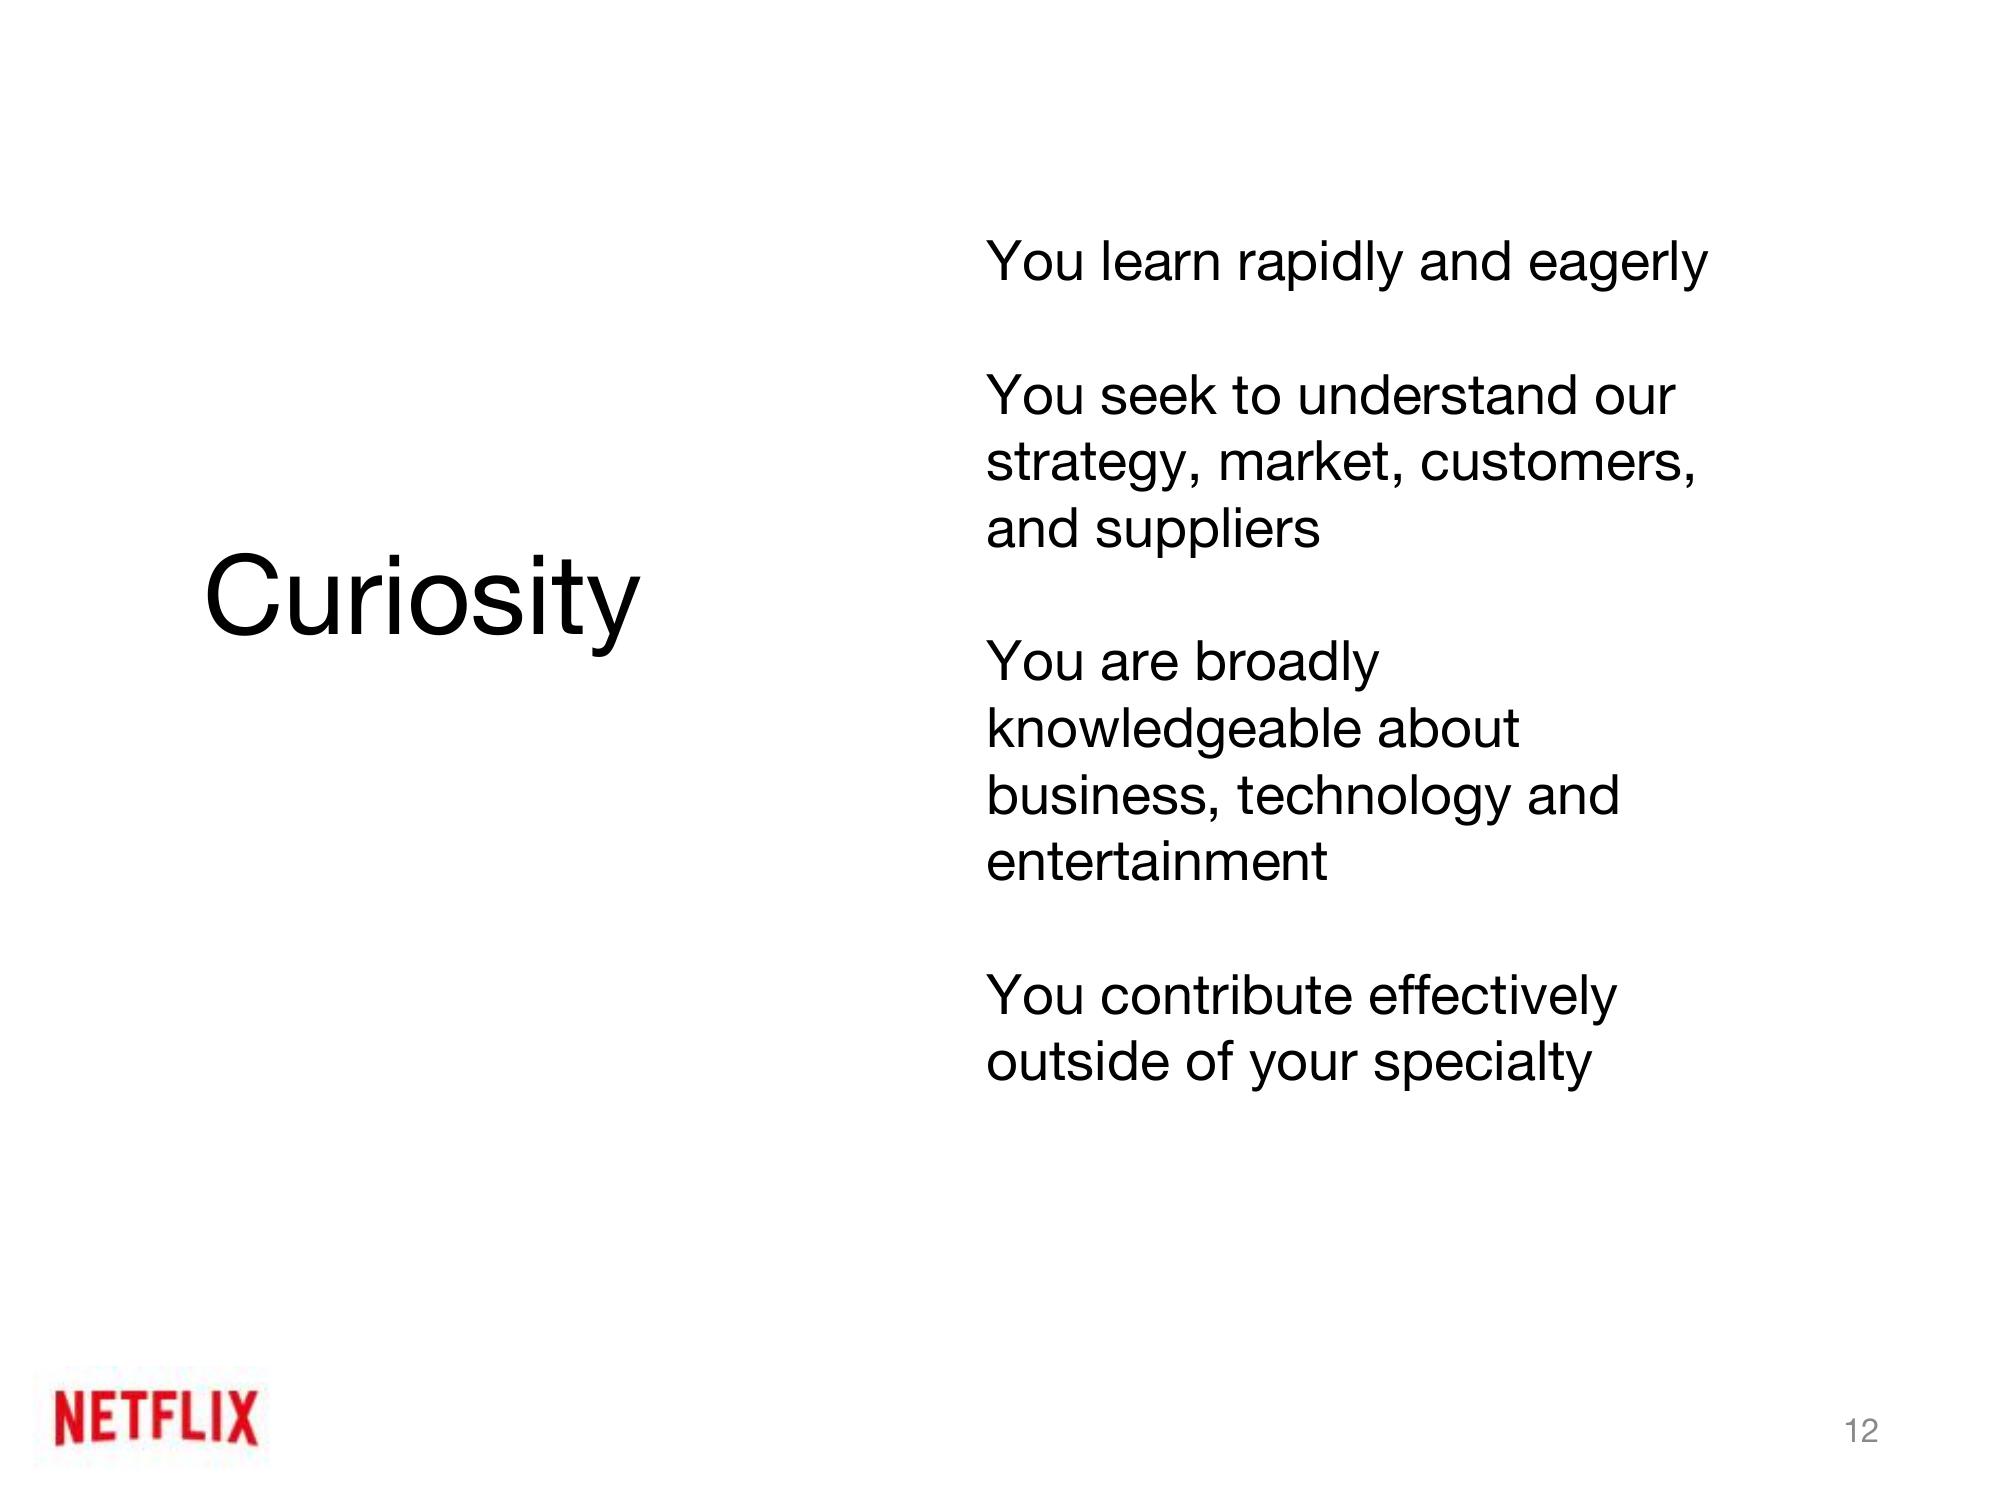 Curiosity
You learn rapidly and eagerly
You seek to understand our
strategy, market, customers,
and suppliers
You are broadly
knowledgeable about
business, technology and
entertainment
You contribute effectively
outside of your specialty
NETFLIX
12